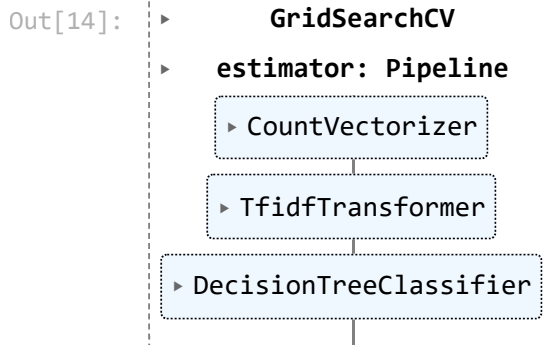 Out[14]:
GridSearchCV
estimator: Pipeline
CountVectorizer
TfidfTransformer
DecisionTreeClassifier